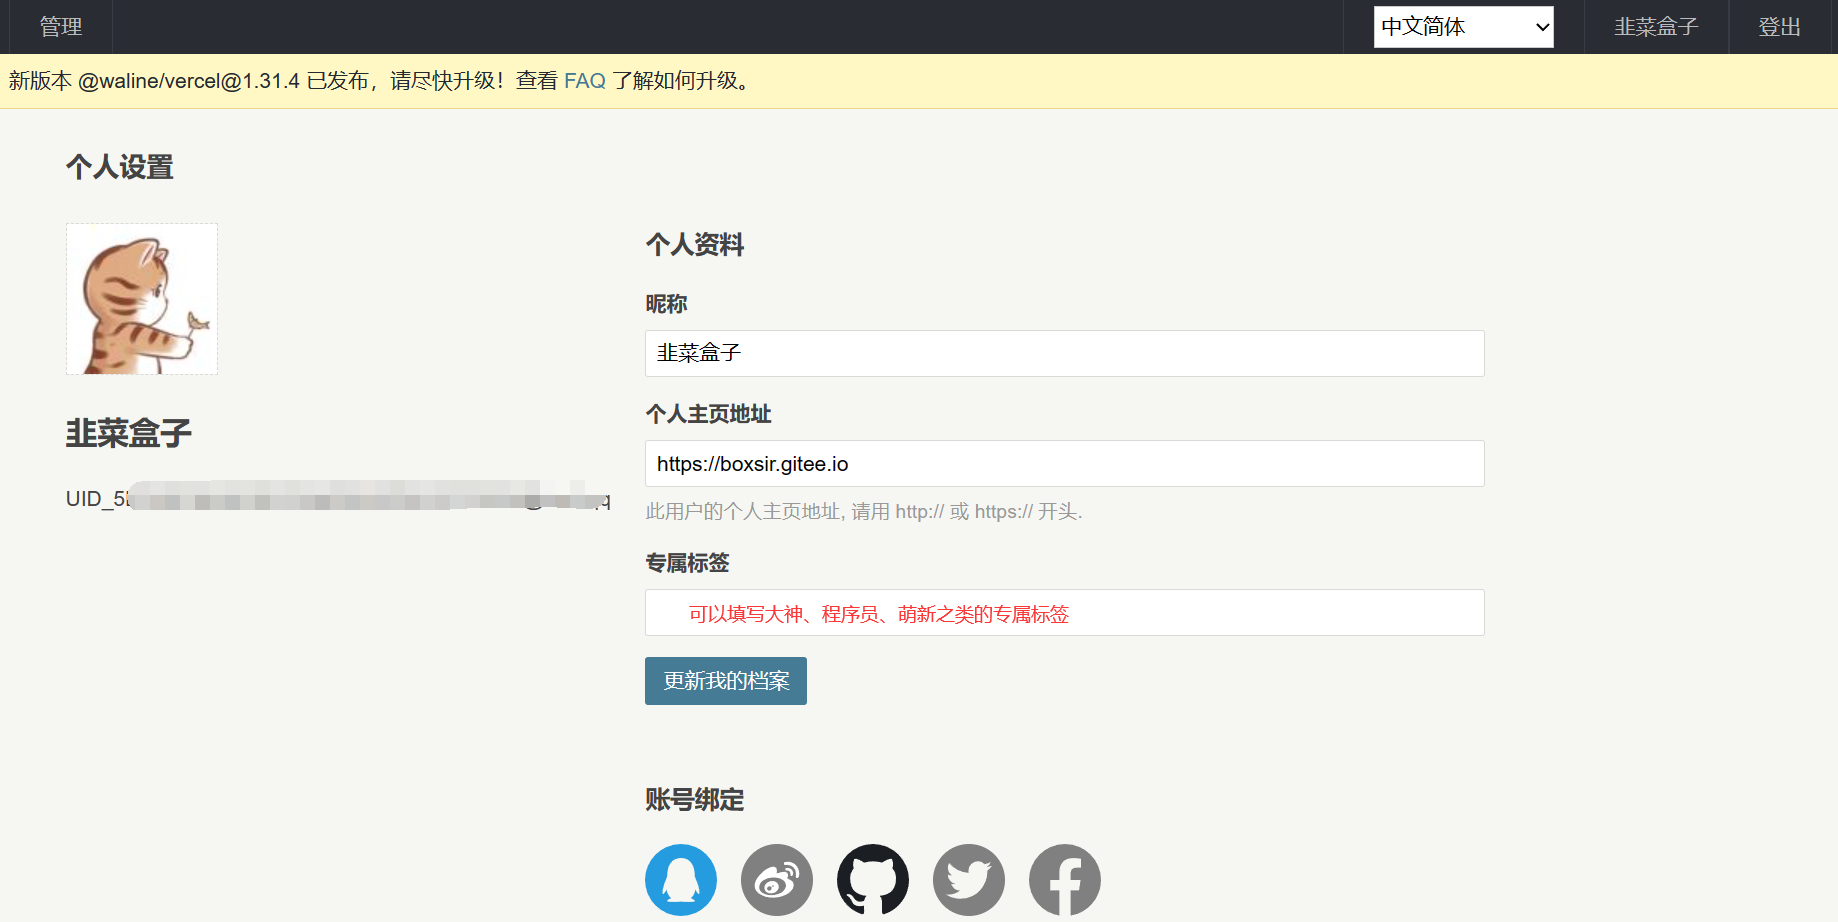 管理
中文简体
韭菜盒子
登出
新版本 @waline/vercel@1.31.4 已发布，请尽快升级！查看 FAQ 了解如何升级。
个人设置
韭菜盒子
个人资料
昵称
韭菜盒子
个人主页地址
https://boxsir.gitee.io
此用户的个人主页地址, 请用 http:// 或 https:// 开头.
专属标签
可以填写大神、程序员、萌新之类的专属标签
更新我的档案
账号绑定